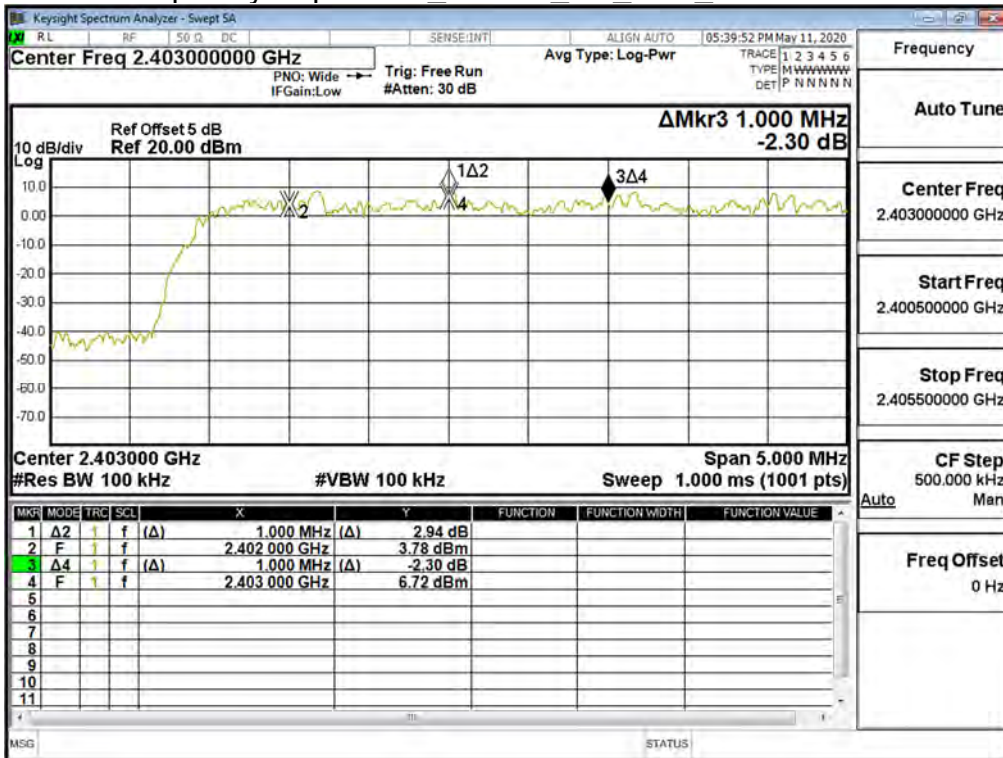 Keysight Spectrum Analyzer - Swept SA
LXI RL RF 50 Ω DC SENSE:INT ALIGN AUTO 05:39:52 PM May 11, 2020
Center Freq 2.403000000 GHz
PNO: Wide
IFGain:Low
Trig: Free Run
#Atten: 30 dB
Avg Type: Log-Pwr
TRACE 1 2 3 4 5 6
TYPE M WWWWW
DET P N N N N N
ΔMkr3 1.000 MHz
-2.30 dB
Ref Offset 5 dB
10 dB/div Ref 20.00 dBm
Log
10.0
0.00
-10.0
-20.0
-30.0
-40.0
-50.0
-60.0
-70.0
1Δ2
3Δ4
2
4
Center 2.403000 GHz Span 5.000 MHz
#Res BW 100 kHz #VBW 100 kHz Sweep 1.000 ms (1001 pts)
MKR MODE TRC SCL X Y FUNCTION FUNCTION WIDTH FUNCTION VALUE
1 Δ2 1 f (Δ) 1.000 MHz (Δ) 2.94 dB
2 F 1 f 2.402 000 GHz 3.78 dBm
3 Δ4 1 f (Δ) 1.000 MHz (Δ) -2.30 dB
4 F 1 f 2.403 000 GHz 6.72 dBm
5
6
7
8
9
10
11
MSG STATUS
Frequency
Auto Tune
Center Freq
2.403000000 GHz
Start Freq
2.400500000 GHz
Stop Freq
2.405500000 GHz
CF Step
500.000 kHz
Auto Man
Freq Offset
0 Hz